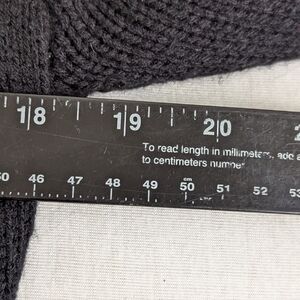 18 19 20
To read length in millimeters, add a
to centimeters number
46 47 48 49 50 51 52 53
cm